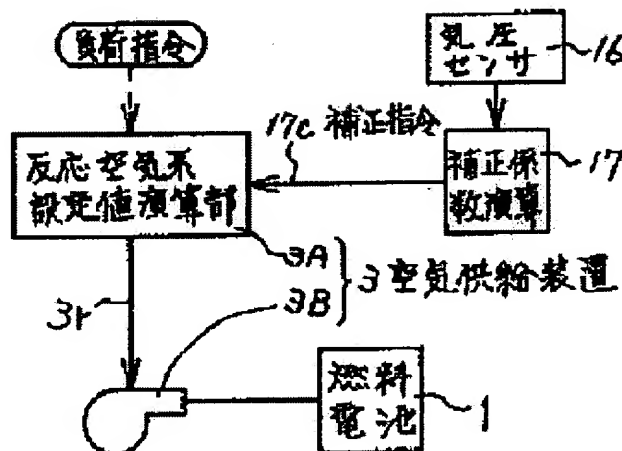 負荷指令
気圧
センサ
16
17c 補正指令
反応空気系
設定値演算部
補正係
数演算
17
3A
3B
3 空気供給装置
3r
燃料
電池
1